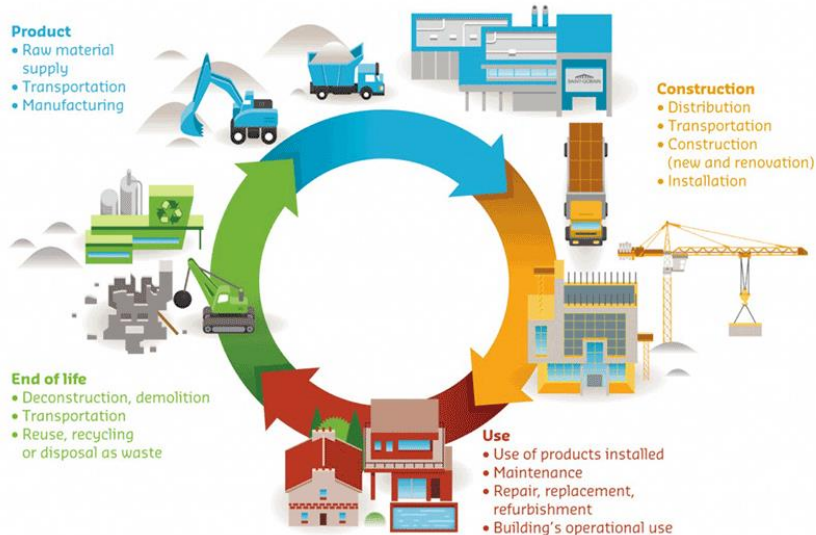 Product
• Raw material
supply
• Transportation
• Manufacturing
SAINT-GOBAIN
Construction
• Distribution
• Transportation
• Construction
(new and renovation)
• Installation
End of life
• Deconstruction, demolition
• Transportation
• Reuse, recycling
or disposal as waste
Use
• Use of products installed
• Maintenance
• Repair, replacement,
refurbishment
• Building's operational use